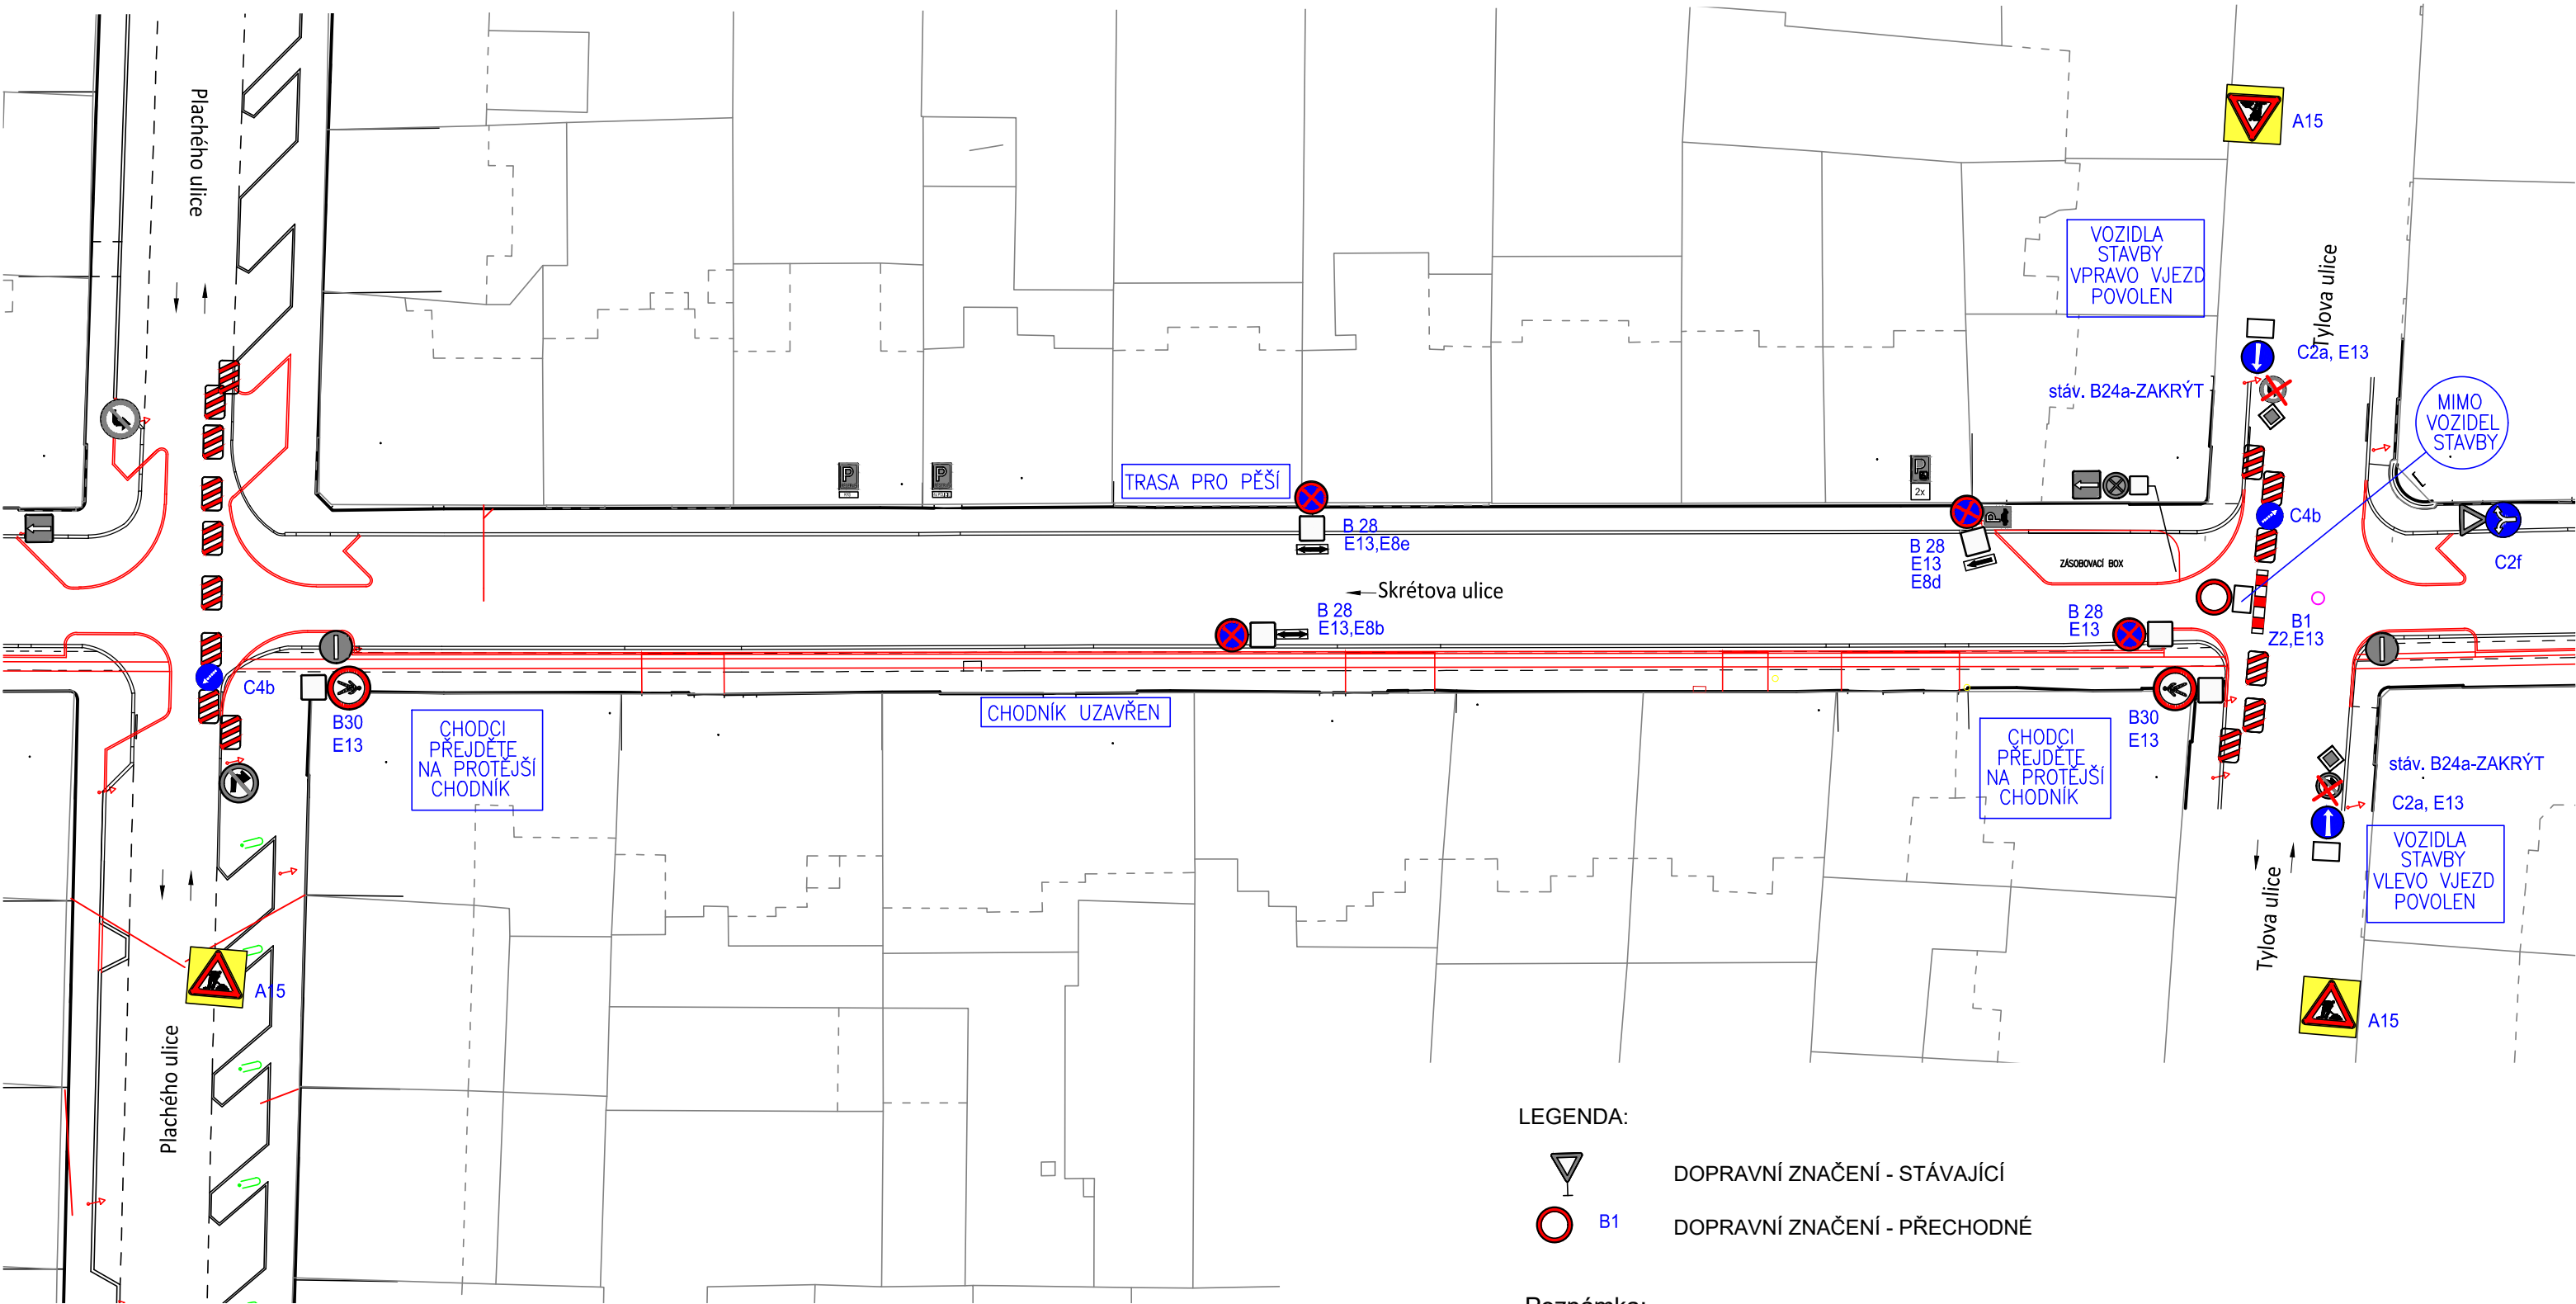 Plachého ulice
A15
VOZIDLA
STAVBY
VPRAVO VJEZD
POVOLEN
Tylova ulice
C2a, E13
stáv. B24a-ZAKRÝT
MIMO
VOZIDEL
STAVBY
TRASA PRO PĚŠÍ
P
P
P
2x
B 28
E13,E8e
B 28
E13
E8d
ZÁSOBOVACÍ BOX
C4b
C2f
Skrétova ulice
B 28
E13,E8b
B 28
E13
B1
Z2,E13
C4b
B30
E13
CHODCI
PŘEJDĚTE
NA PROTĚJŠÍ
CHODNÍK
CHODNÍK UZAVŘEN
CHODCI
PŘEJDĚTE
NA PROTĚJŠÍ
CHODNÍK
B30
E13
stáv. B24a-ZAKRÝT
C2a, E13
VOZIDLA
STAVBY
VLEVO VJEZD
POVOLEN
Tylova ulice
A15
A15
Plachého ulice
LEGENDA:
DOPRAVNÍ ZNAČENÍ - STÁVAJÍCÍ
B1
DOPRAVNÍ ZNAČENÍ - PŘECHODNÉ
Poznámka: